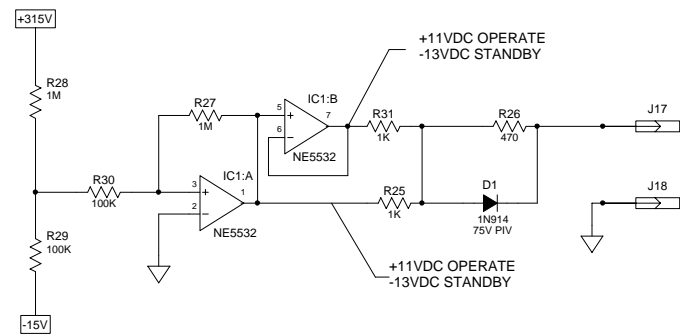 +315V
+11VDC OPERATE
-13VDC STANDBY
R28
1M
R27
1M
IC1:B
5
+
7
6
-
NE5532
R31
1K
R26
470
J17
R30
100K
IC1:A
3
+
1
2
-
NE5532
R25
1K
D1
1N914
75V PIV
J18
R29
100K
+11VDC OPERATE
-13VDC STANDBY
-15V